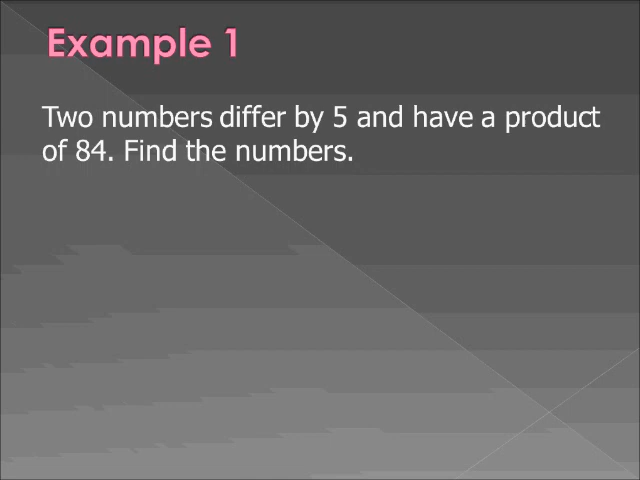 Example 1
Two numbers differ by 5 and have a product
of 84. Find the numbers.